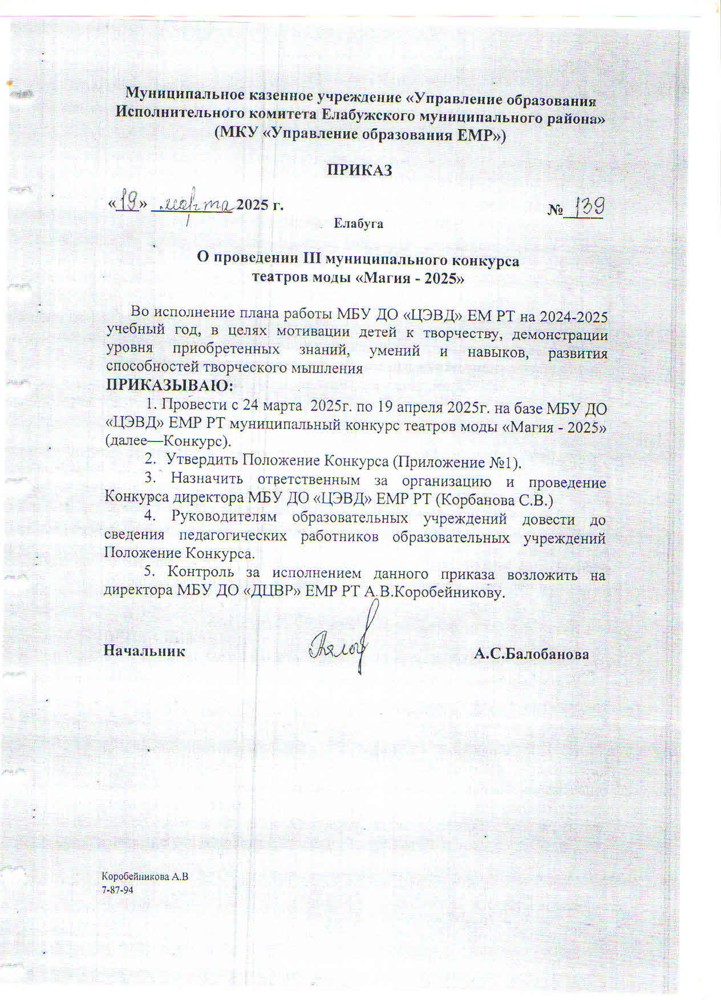 Муниципальное казенное учреждение «Управление образования
Исполнительного комитета Елабужского муниципального района»
(МКУ «Управление образования ЕМР»)
ПРИКАЗ
«19» марта 2025 г.
№ 139
Елабуга
О проведении III муниципального конкурса
театров моды «Магия - 2025»
Во исполнение плана работы МБУ ДО «ЦЭВД» ЕМ РТ на 2024-2025
учебный год, в целях мотивации детей к творчеству, демонстрации
уровня приобретенных знаний, умений и навыков, развития
способностей творческого мышления
ПРИКАЗЫВАЮ:
1. Провести с 24 марта 2025г. по 19 апреля 2025г. на базе МБУ ДО
«ЦЭВД» ЕМР РТ муниципальный конкурс театров моды «Магия - 2025»
(далее—Конкурс).
2. Утвердить Положение Конкурса (Приложение №1).
3. Назначить ответственным за организацию и проведение
Конкурса директора МБУ ДО «ЦЭВД» ЕМР РТ (Корбанова С.В.)
4. Руководителям образовательных учреждений довести до
сведения педагогических работников образовательных учреждений
Положение Конкурса.
5. Контроль за исполнением данного приказа возложить на
директора МБУ ДО «ДЦВР» ЕМР РТ А.В.Коробейникову.
Начальник
А.С.Балобанова
Коробейникова А.В
7-87-94